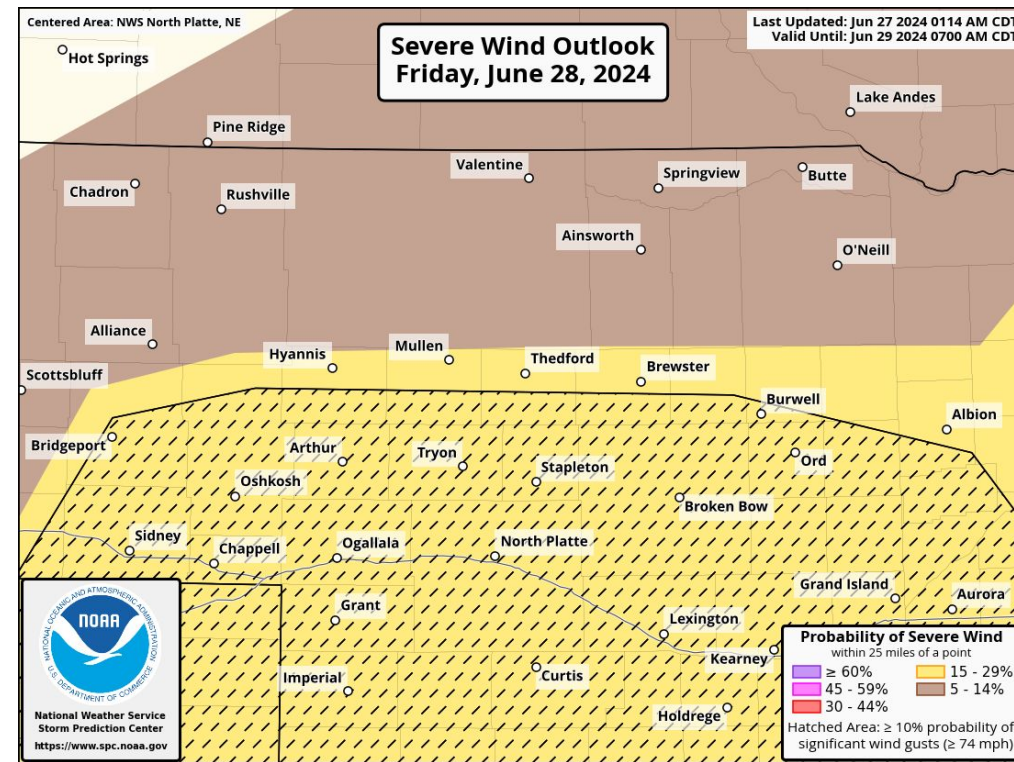 Centered Area: NWS North Platte, NE
Severe Wind Outlook
Friday, June 28, 2024
Last Updated: Jun 27 2024 0114 AM CDT
Valid Until: Jun 29 2024 0700 AM CDT
Hot Springs
Lake Andes
Pine Ridge
Valentine
Springview
Butte
Chadron
Rushville
Ainsworth
O'Neill
Alliance
Hyannis
Mullen
Thedford
Brewster
Scottsbluff
Burwell
Albion
Bridgeport
Arthur
Tryon
Stapleton
Ord
Oshkosh
Broken Bow
Sidney
Chappell
Ogallala
North Platte
Grand Island
Aurora
Grant
Lexington
Kearney
Imperial
Curtis
Holdrege
NATIONAL OCEANIC AND ATMOSPHERIC ADMINISTRATION
NOAA
U.S. DEPARTMENT OF COMMERCE
National Weather Service
Storm Prediction Center
https://www.spc.noaa.gov
Probability of Severe Wind
within 25 miles of a point
≥ 60%
45 - 59%
30 - 44%
15 - 29%
5 - 14%
Hatched Area: ≥ 10% probability of
significant wind gusts (≥ 74 mph)